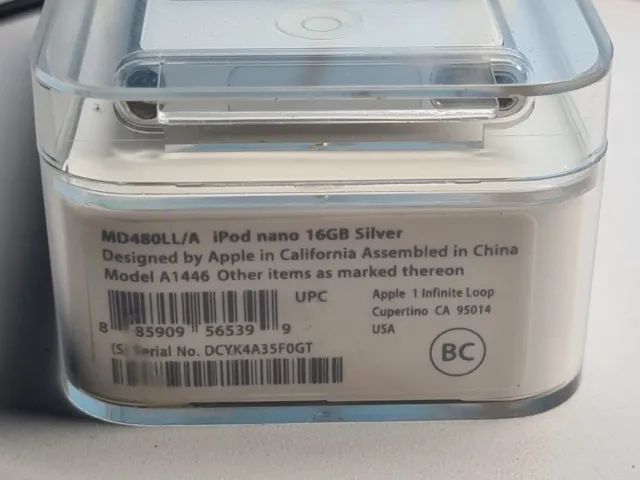 MD480LL/A iPod nano 16GB Silver
Designed by Apple in California Assembled in China
Model A1446 Other items as marked thereon
UPC
8 85909 56539 9
Apple 1 Infinite Loop
Cupertino CA 95014
USA
(S) Serial No. DCYK4A35F0GT
BC